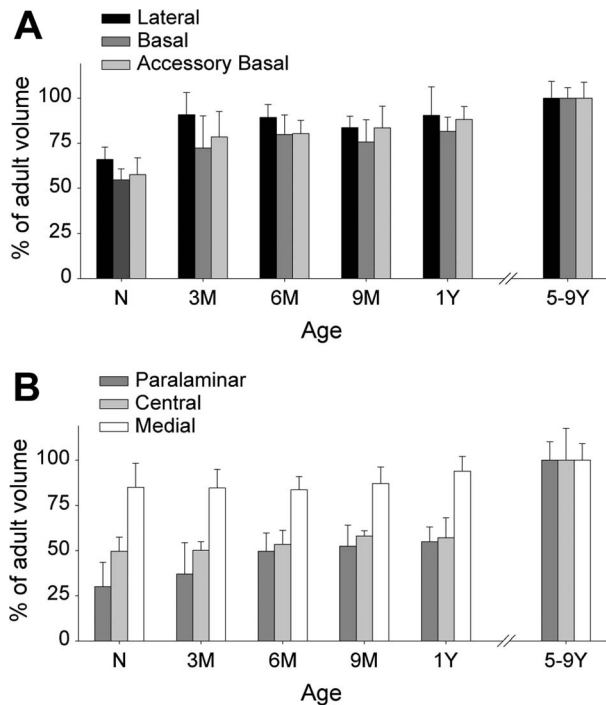 A
Lateral
Basal
Accessory Basal
% of adult volume
100
75
50
25
0
N 3M 6M 9M 1Y 5-9Y
Age
B
Paralaminar
Central
Medial
% of adult volume
100
75
50
25
0
N 3M 6M 9M 1Y 5-9Y
Age